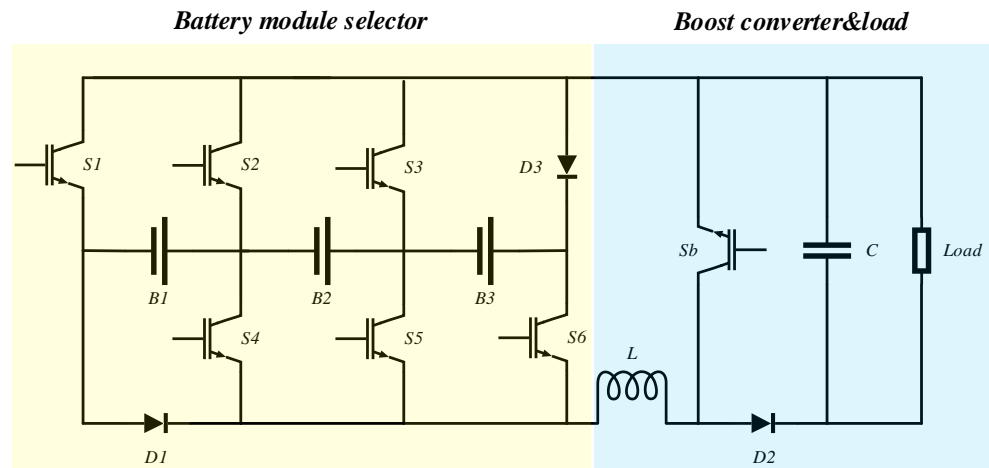 Battery module selector
Boost converter&load
S1
S2
S3
D3
B1
B2
B3
Sb
C
Load
S4
S5
S6
L
D1
D2